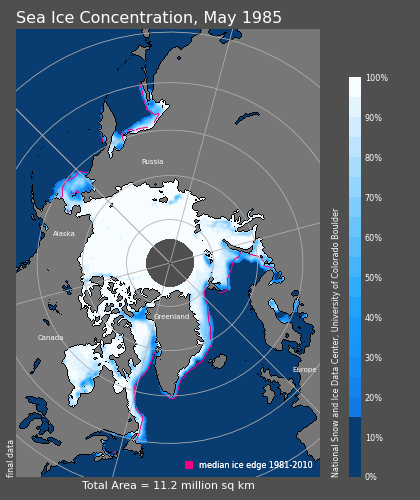 Sea Ice Concentration, May 1985
Russia
Alaska
Canada
Greenland
Europe
median ice edge 1981-2010
Total Area = 11.2 million sq km
final data
National Snow and Ice Data Center, University of Colorado Boulder
100%
90%
80%
70%
60%
50%
40%
30%
20%
10%
0%